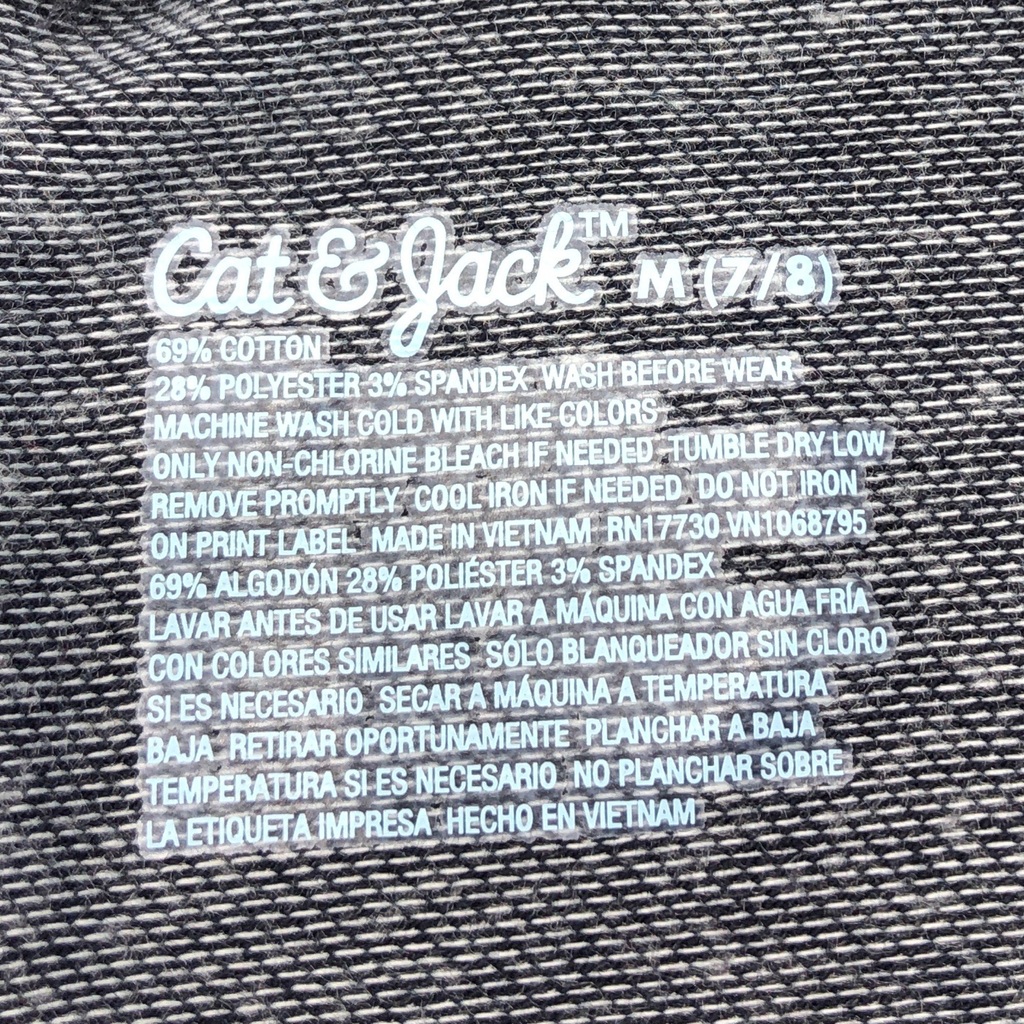 Cat & Jack™ M (7/8)
69% COTTON
28% POLYESTER 3% SPANDEX WASH BEFORE WEAR
MACHINE WASH COLD WITH LIKE COLORS
ONLY NON-CHLORINE BLEACH IF NEEDED TUMBLE DRY LOW
REMOVE PROMPTLY COOL IRON IF NEEDED DO NOT IRON
ON PRINT LABEL MADE IN VIETNAM RN17730 VN1068795
69% ALGODÓN 28% POLIÉSTER 3% SPANDEX
LAVAR ANTES DE USAR LAVAR A MÁQUINA CON AGUA FRÍA
CON COLORES SIMILARES SÓLO BLANQUEADOR SIN CLORO
SI ES NECESARIO SECAR A MÁQUINA A TEMPERATURA
BAJA RETIRAR OPORTUNAMENTE PLANCHAR A BAJA
TEMPERATURA SI ES NECESARIO NO PLANCHAR SOBRE
LA ETIQUETA IMPRESA HECHO EN VIETNAM